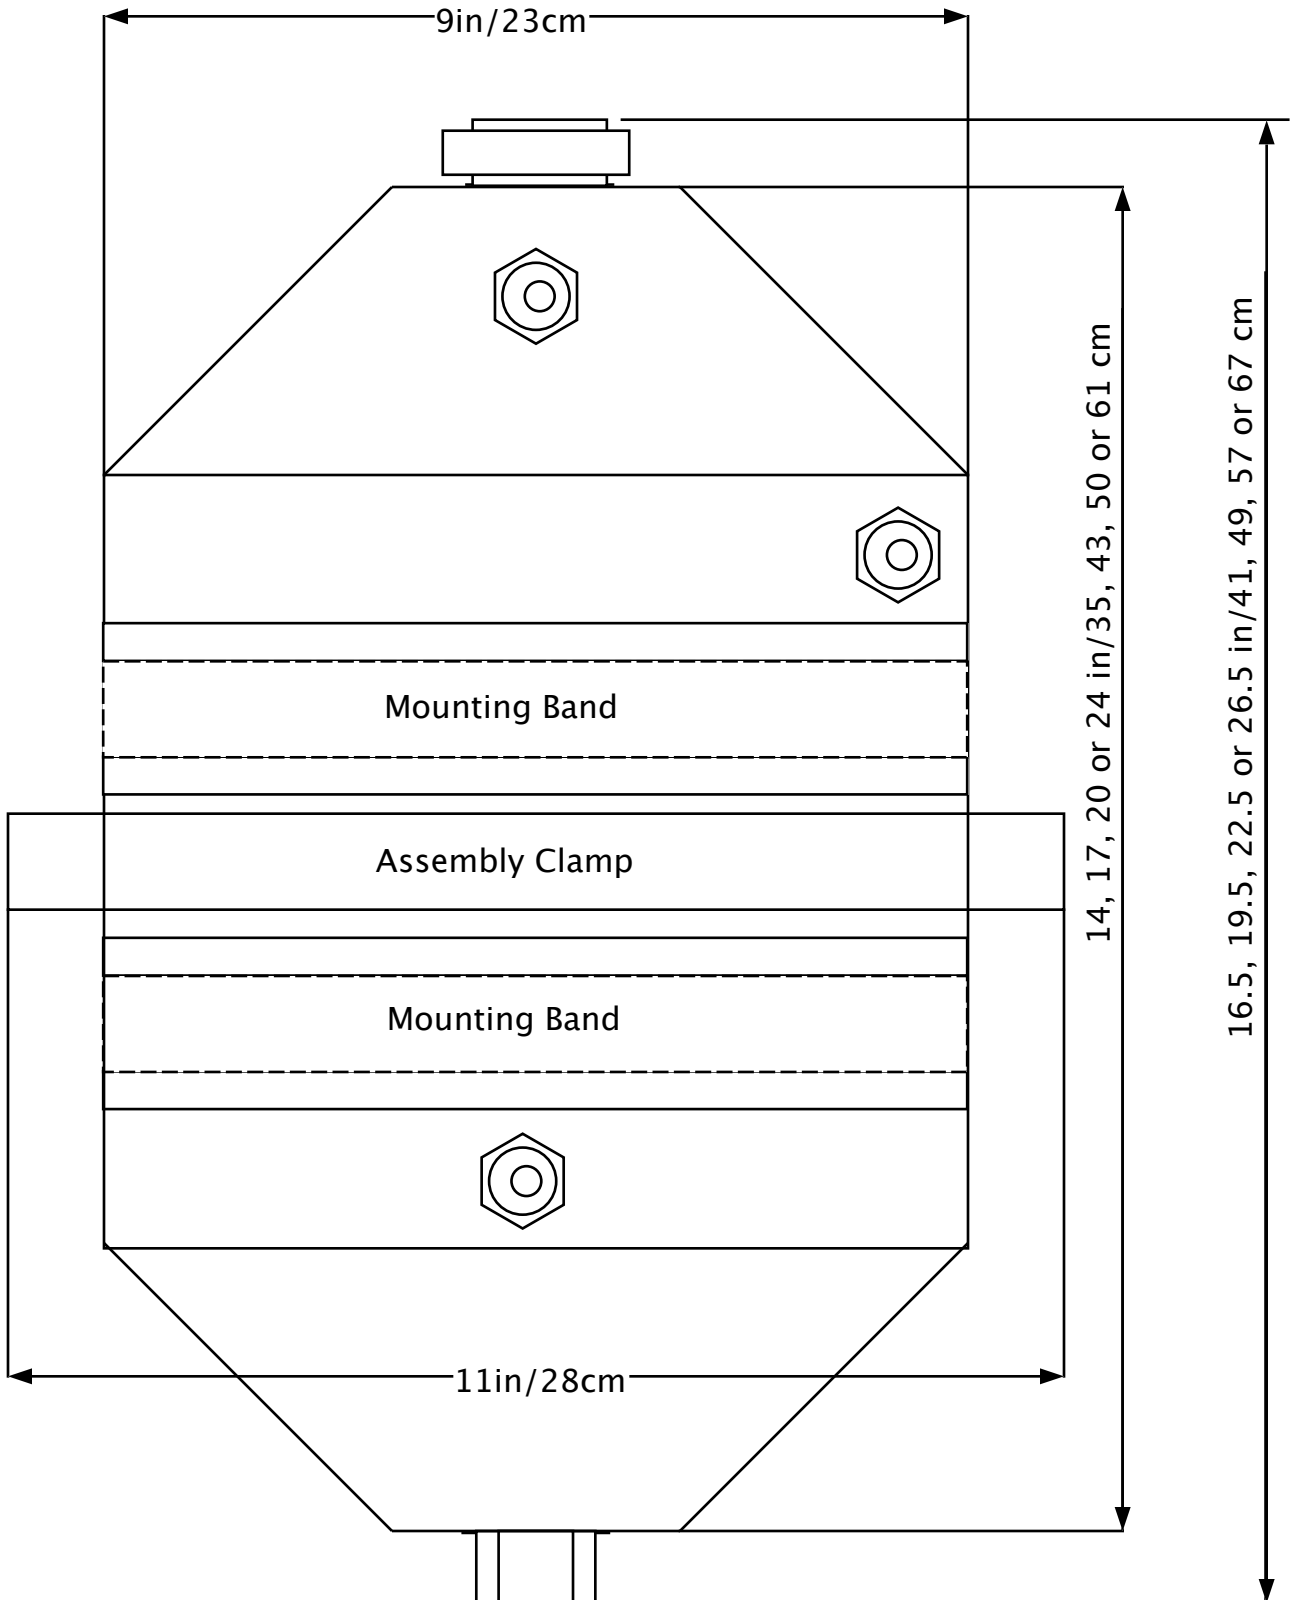 9in/23cm
14, 17, 20 or 24 in/35, 43, 50 or 61 cm
16.5, 19.5, 22.5 or 26.5 in/41, 49, 57 or 67 cm
Mounting Band
Assembly Clamp
Mounting Band
11in/28cm